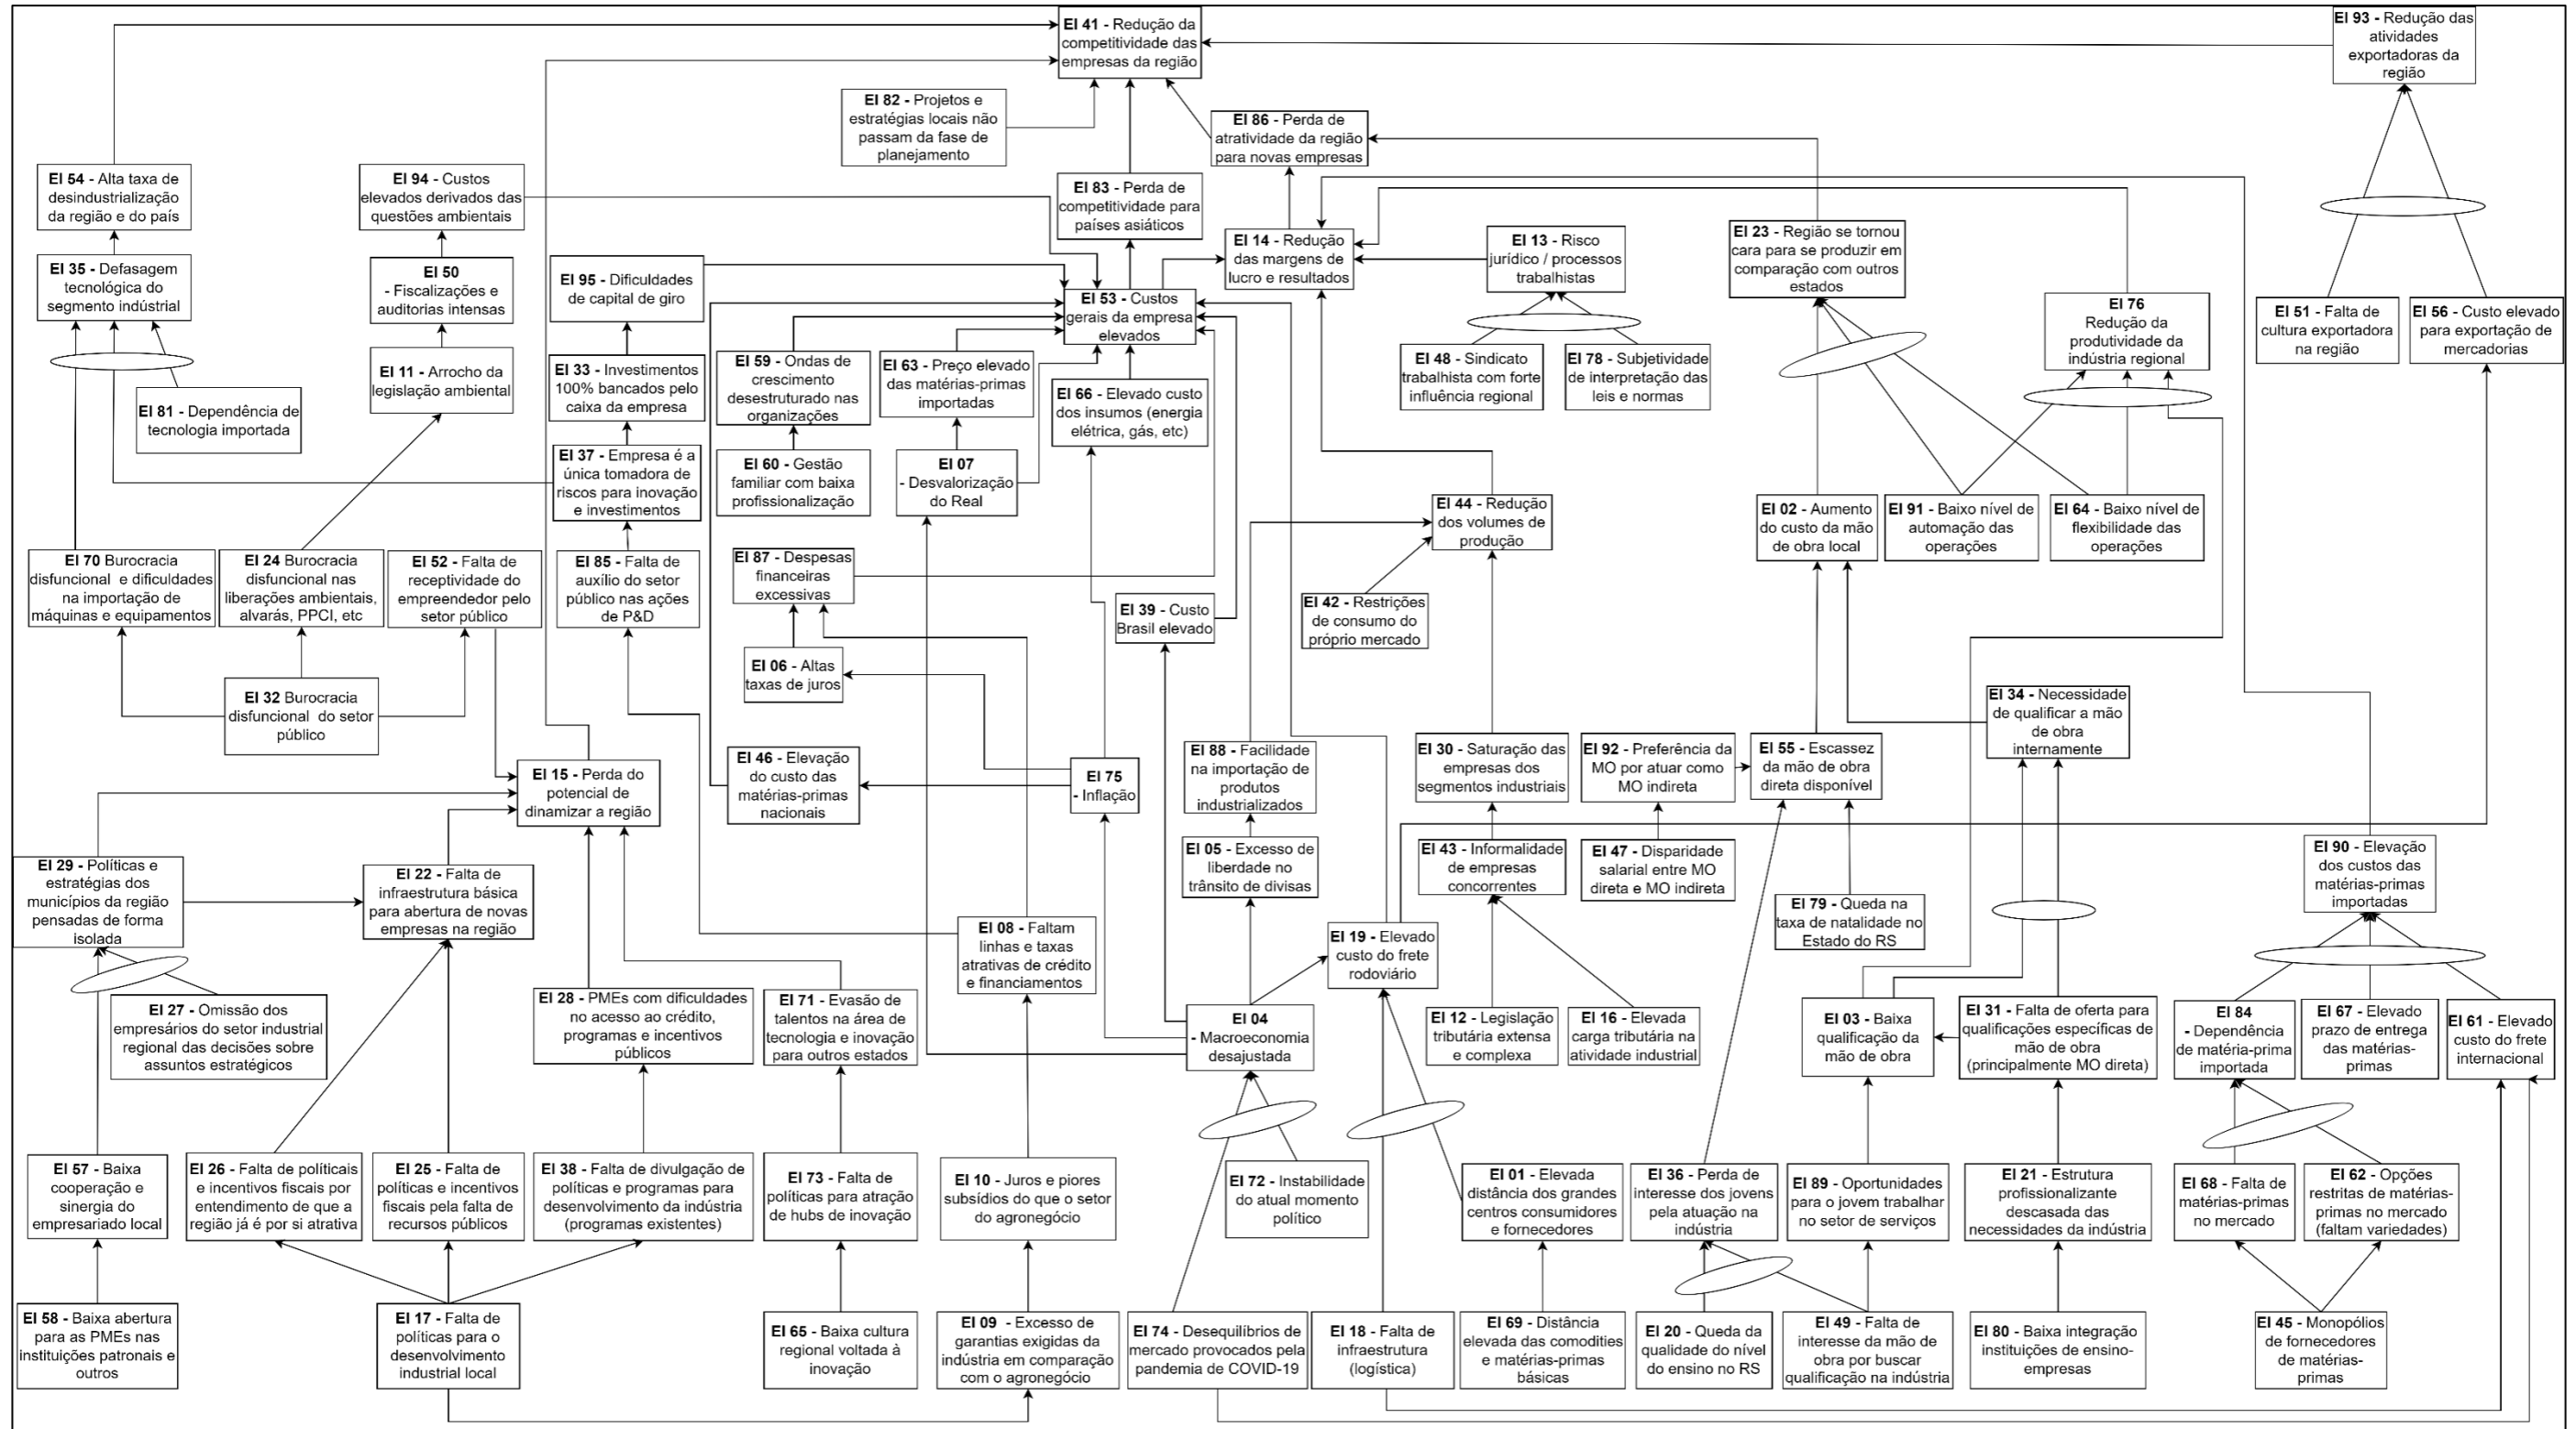 EI 41 - Redução da
competitividade das
empresas da região
EI 93 - Redução das
atividades
exportadoras da
região
EI 82 - Projetos e
estratégias locais não
passam da fase de
planejamento
EI 86 - Perda de
atratividade da região
para novas empresas
EI 54 - Alta taxa de
desindustrialização
da região e do país
EI 94 - Custos
elevados derivados das
questões ambientais
EI 83 - Perda de
competitividade para
países asiáticos
EI 14 - Redução
das margens de
lucro e resultados
EI 13 - Risco
jurídico / processos
trabalhistas
EI 23 - Região se tornou
cara para se produzir em
comparação com outros
estados
EI 35 - Defasagem
tecnológica do
segmento indústrial
EI 50
- Fiscalizações e
auditorias intensas
EI 95 - Dificuldades
de capital de giro
EI 53 - Custos
gerais da empresa
elevados
EI 76
Redução da
produtividade da
indústria regional
EI 51 - Falta de
cultura exportadora
na região
EI 56 - Custo elevado
para exportação de
mercadorias
EI 11 - Arrocho da
legislação ambiental
EI 33 - Investimentos
100% bancados pelo
caixa da empresa
EI 59 - Ondas de
crescimento
desestruturado nas
organizações
EI 63 - Preço elevado
das matérias-primas
importadas
EI 66 - Elevado custo
dos insumos (energia
elétrica, gás, etc)
EI 48 - Sindicato
trabalhista com forte
influência regional
EI 78 - Subjetividade
de interpretação das
leis e normas
EI 81 - Dependência de
tecnologia importada
EI 37 - Empresa é a
única tomadora de
riscos para inovação
e investimentos
EI 60 - Gestão
familiar com baixa
profissionalização
EI 07
- Desvalorização
do Real
EI 44 - Redução
dos volumes de
produção
EI 02 - Aumento
do custo da mão
de obra local
EI 91 - Baixo nível de
automação das
operações
EI 64 - Baixo nível de
flexibilidade das
operações
EI 70 Burocracia
disfuncional e dificuldades
na importação de
máquinas e equipamentos
EI 24 Burocracia
disfuncional nas
liberações ambientais,
alvarás, PPCI, etc
EI 52 - Falta de
receptividade do
empreendedor pelo
setor público
EI 85 - Falta de
auxílio do setor
público nas ações
de P&D
EI 87 - Despesas
financeiras
excessivas
EI 39 - Custo
Brasil elevado
EI 42 - Restrições
de consumo do
próprio mercado
EI 06 - Altas
taxas de juros
EI 32 Burocracia
disfuncional do setor
público
EI 34 - Necessidade
de qualificar a mão
de obra
internamente
EI 15 - Perda do
potencial de
dinamizar a região
EI 46 - Elevação
do custo das
matérias-primas
nacionais
EI 75
- Inflação
EI 88 - Facilidade
na importação de
produtos
industrializados
EI 30 - Saturação das
empresas dos
segmentos industriais
EI 92 - Preferência da
MO por atuar como
MO indireta
EI 55 - Escassez
da mão de obra
direta disponível
EI 29 - Políticas e
estratégias dos
municípios da região
pensadas de forma
isolada
EI 22 - Falta de
infraestrutura básica
para abertura de novas
empresas na região
EI 05 - Excesso de
liberdade no
trânsito de divisas
EI 43 - Informalidade
de empresas
concorrentes
EI 47 - Disparidade
salarial entre MO
direta e MO indireta
EI 90 - Elevação
dos custos das
matérias-primas
importadas
EI 79 - Queda na
taxa de natalidade no
Estado do RS
EI 08 - Faltam
linhas e taxas
atrativas de crédito
e financiamentos
EI 19 - Elevado
custo do frete
rodoviário
EI 27 - Omissão dos
empresários do setor industrial
regional das decisões sobre
assuntos estratégicos
EI 28 - PMEs com dificuldades
no acesso ao crédito,
programas e incentivos
públicos
EI 71 - Evasão de
talentos na área de
tecnologia e inovação
para outros estados
EI 04
- Macroeconomia
desajustada
EI 12 - Legislação
tributária extensa
e complexa
EI 16 - Elevada
carga tributária na
atividade industrial
EI 03 - Baixa
qualificação da
mão de obra
EI 31 - Falta de oferta para
qualificações específicas de
mão de obra
(principalmente MO direta)
EI 84
- Dependência
de matéria-prima
importada
EI 67 - Elevado
prazo de entrega
das matérias-
primas
EI 61 - Elevado
custo do frete
internacional
EI 57 - Baixa
cooperação e
sinergia do
empresariado local
EI 26 - Falta de políticais
e incentivos fiscais por
entendimento de que a
região já é por si atrativa
EI 25 - Falta de
políticas e incentivos
fiscais pela falta de
recursos públicos
EI 38 - Falta de divulgação de
políticas e programas para
desenvolvimento da indústria
(programas existentes)
EI 73 - Falta de
políticas para atração
de hubs de inovação
EI 10 - Juros e piores
subsídios do que o setor
do agronegócio
EI 72 - Instabilidade
do atual momento
político
EI 01 - Elevada
distância dos grandes
centros consumidores
e fornecedores
EI 36 - Perda de
interesse dos jovens
pela atuação na
indústria
EI 89 - Oportunidades
para o jovem trabalhar
no setor de serviços
EI 21 - Estrutura
profissionalizante
descasada das
necessidades da indústria
EI 68 - Falta de
matérias-primas
no mercado
EI 62 - Opções
restritas de matérias-
primas no mercado
(faltam variedades)
EI 58 - Baixa abertura
para as PMEs nas
instituições patronais e
outros
EI 17 - Falta de
políticas para o
desenvolvimento
industrial local
EI 65 - Baixa cultura
regional voltada à
inovação
EI 09 - Excesso de
garantias exigidas da
indústria em comparação
com o agronegócio
EI 74 - Desequilíbrios de
mercado provocados pela
pandemia de COVID-19
EI 18 - Falta de
infraestrutura
(logística)
EI 69 - Distância
elevada das comodities
e matérias-primas
básicas
EI 20 - Queda da
qualidade do nível
do ensino no RS
EI 49 - Falta de
interesse da mão de
obra por buscar
qualificação na indústria
EI 80 - Baixa integração
instituições de ensino-
empresas
EI 45 - Monopólios
de fornecedores
de matérias-
primas